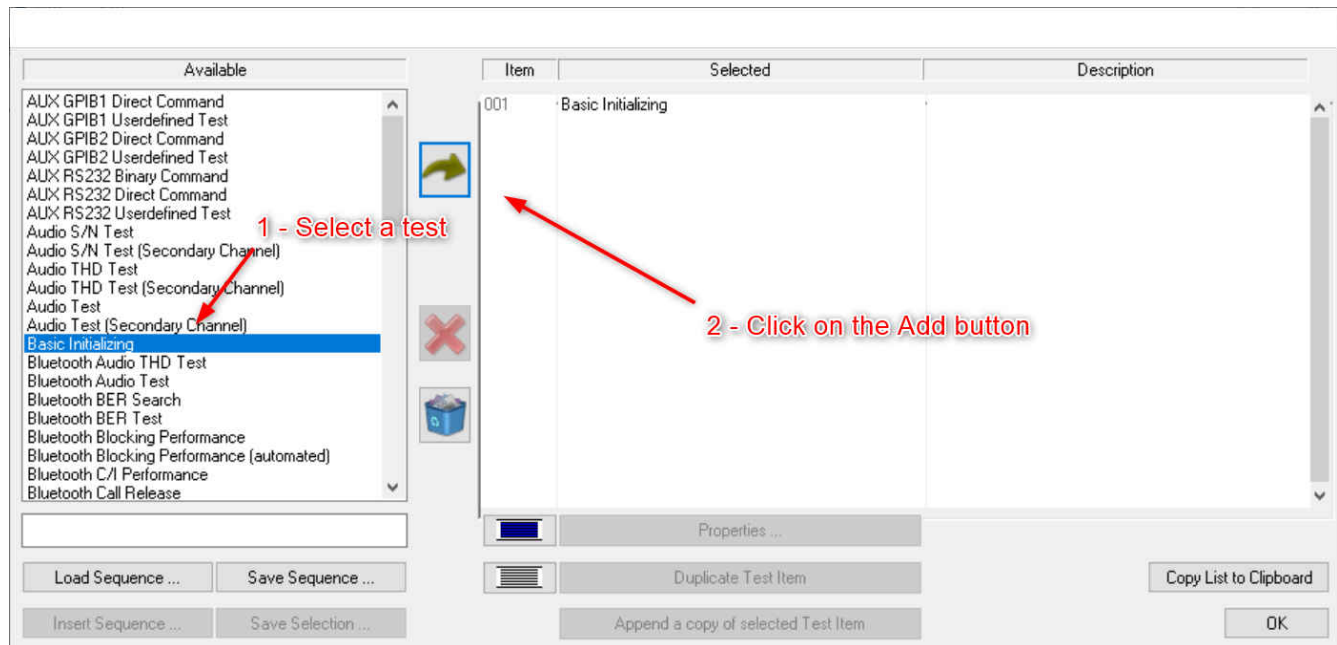 Available
Item
Selected
Description
AUX GPIB1 Direct Command
AUX GPIB1 Userdefined Test
AUX GPIB2 Direct Command
AUX GPIB2 Userdefined Test
AUX RS232 Binary Command
AUX RS232 Direct Command
AUX RS232 Userdefined Test
Audio S/N Test
Audio S/N Test (Secondary Channel)
Audio THD Test
Audio THD Test (Secondary Channel)
Audio Test
Audio Test (Secondary Channel)
Basic Initializing
Bluetooth Audio THD Test
Bluetooth Audio Test
Bluetooth BER Search
Bluetooth BER Test
Bluetooth Blocking Performance
Bluetooth Blocking Performance (automated)
Bluetooth C/I Performance
Bluetooth Call Release
001 Basic Initializing
1 - Select a test
2 - Click on the Add button
Properties ...
Load Sequence ...
Save Sequence ...
Duplicate Test Item
Copy List to Clipboard
Insert Sequence ...
Save Selection ...
Append a copy of selected Test Item
OK